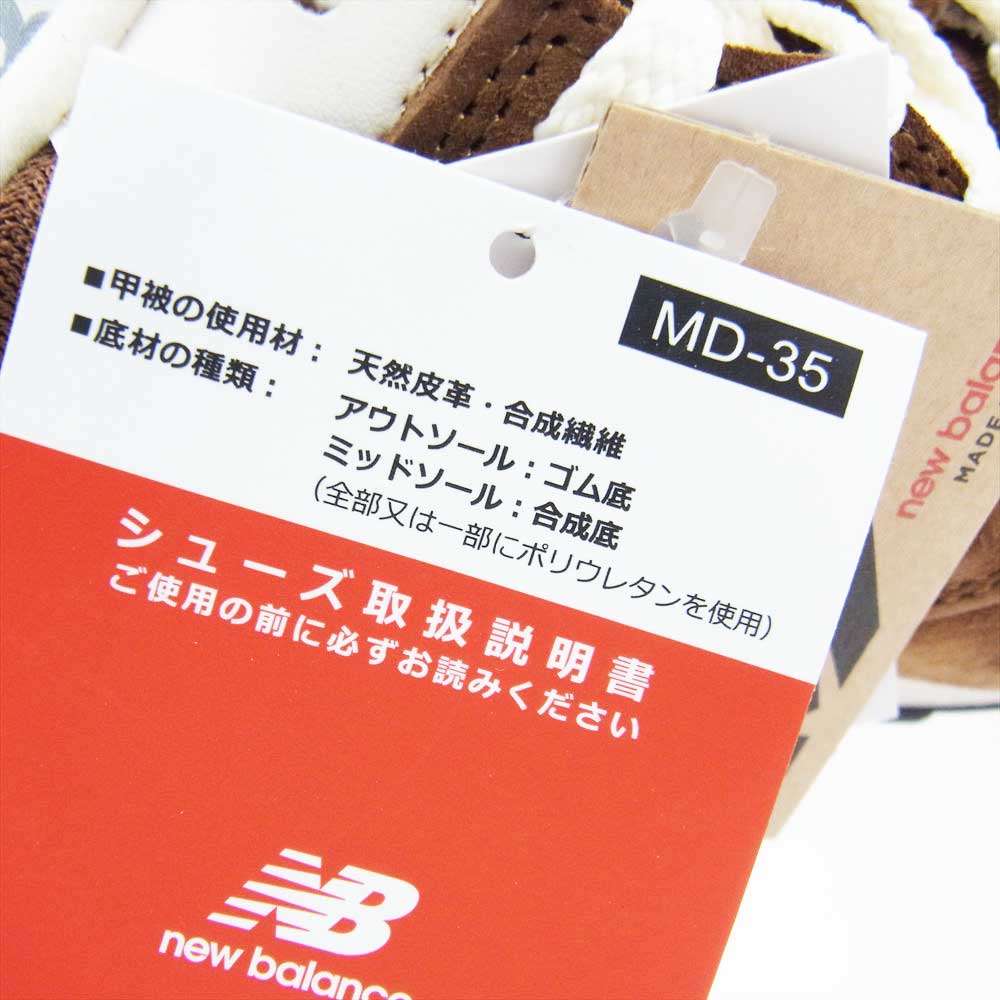 MD-35
■甲被の使用材： 天然皮革・合成繊維
■底材の種類： アウトソール：ゴム底
ミッドソール：合成底
（全部又は一部にポリウレタンを使用）
シューズ取扱説明書
ご使用の前に必ずお読みください
NB
new balance
new balan
MADE